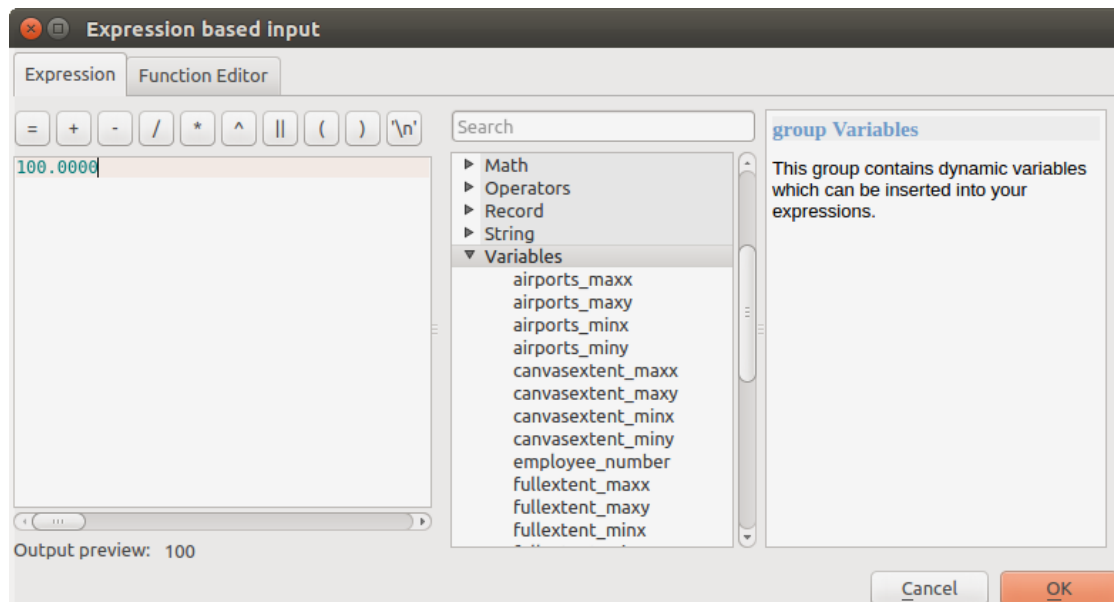 Expression based input
Expression
Function Editor
= + - / * ^ || ( ) '\n'
100.0000
Output preview: 100
Search
Math
Operators
Record
String
Variables
airports_maxx
airports_maxy
airports_minx
airports_miny
canvasextent_maxx
canvasextent_maxy
canvasextent_minx
canvasextent_miny
employee_number
fullextent_maxx
fullextent_maxy
fullextent_minx
group Variables
This group contains dynamic variables
which can be inserted into your
expressions.
Cancel
OK